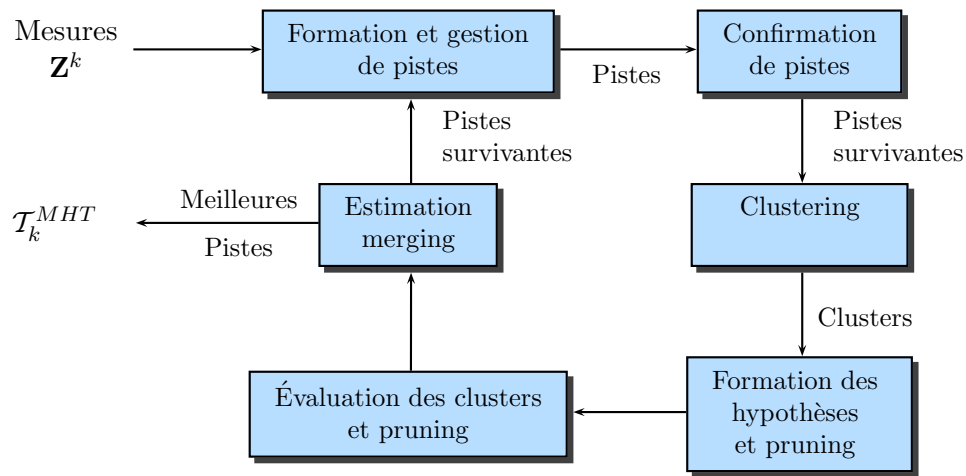 Mesures
Z^k
Formation et gestion
de pistes
Pistes
Confirmation
de pistes
Pistes
survivantes
Pistes
survivantes
Meilleures
Pistes
𝒯_k^{MHT}
Estimation
merging
Clustering
Clusters
Évaluation des clusters
et pruning
Formation des
hypothèses
et pruning